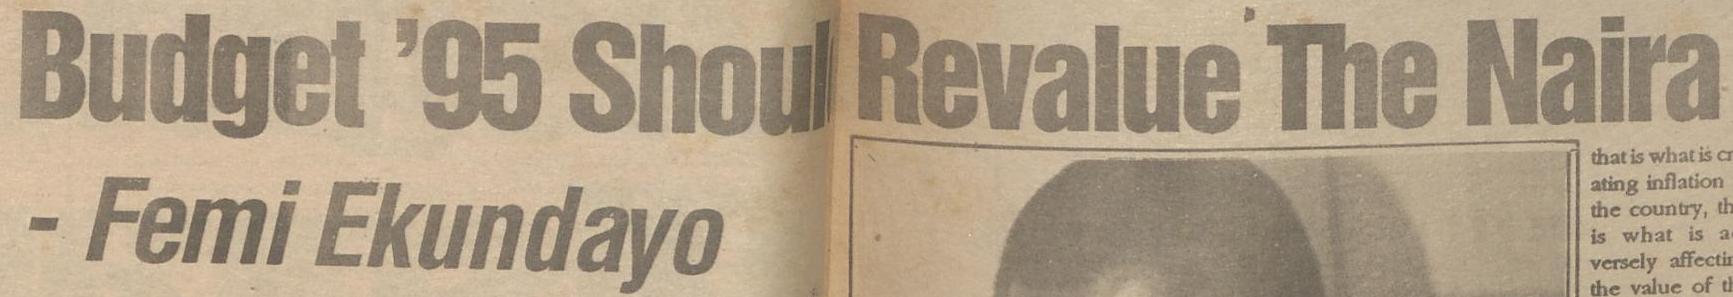 Budget '95 Shoul Revalue The Naira
- Femi Ekundayo
that is what is cr
ating inflation
the country, th
is what is a
versely affectin
the value of t